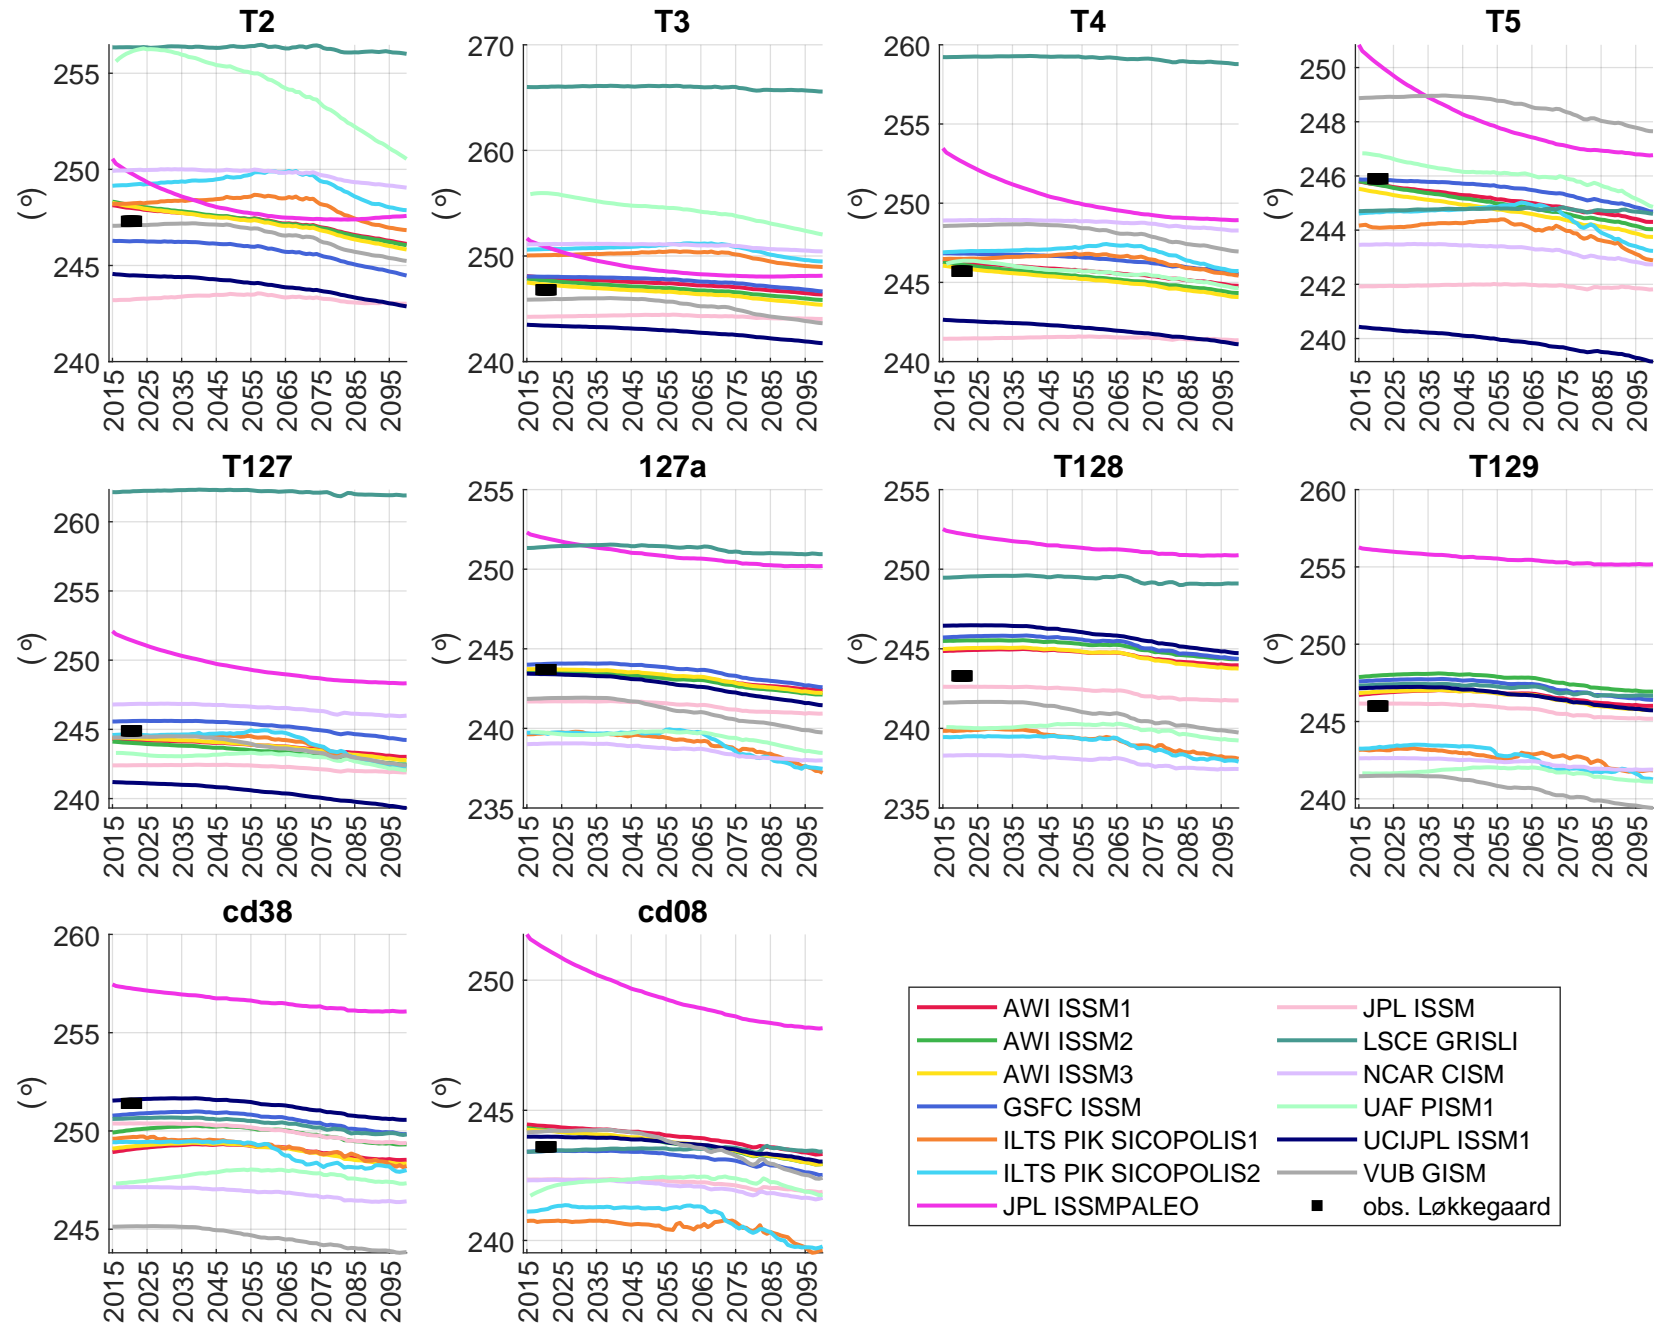 T2
T3
T4
T5
255
250
245
240
(°)
2015 2025 2035 2045 2055 2065 2075 2085 2095
270
260
250
240
(°)
2015 2025 2035 2045 2055 2065 2075 2085 2095
260
255
250
245
240
(°)
2015 2025 2035 2045 2055 2065 2075 2085 2095
250
248
246
244
242
240
(°)
2015 2025 2035 2045 2055 2065 2075 2085 2095
T127
127a
T128
T129
260
255
250
245
240
(°)
2015 2025 2035 2045 2055 2065 2075 2085 2095
255
250
245
240
235
(°)
2015 2025 2035 2045 2055 2065 2075 2085 2095
255
250
245
240
235
(°)
2015 2025 2035 2045 2055 2065 2075 2085 2095
260
255
250
245
240
(°)
2015 2025 2035 2045 2055 2065 2075 2085 2095
cd38
cd08
260
255
250
245
(°)
2015 2025 2035 2045 2055 2065 2075 2085 2095
250
245
240
(°)
2015 2025 2035 2045 2055 2065 2075 2085 2095
AWI ISSM1
AWI ISSM2
AWI ISSM3
GSFC ISSM
ILTS PIK SICOPOLIS1
ILTS PIK SICOPOLIS2
JPL ISSMPALEO
JPL ISSM
LSCE GRISLI
NCAR CISM
UAF PISM1
UCIJPL ISSM1
VUB GISM
obs. Løkkegaard